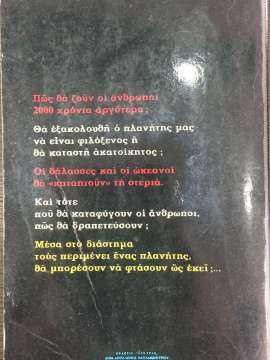 Πῶς θὰ ζοῦν οἱ ἄνθρωποι
2000 χρόνια ἀργότερα;
Θὰ ἐξακολουθῆ ὁ πλανήτης μας
νὰ εἶναι φιλόξενος ἢ
θὰ καταστῆ ἀκατοίκητος;
Οἱ θάλασσες καὶ οἱ ὠκεανοὶ
θὰ «καταπιοῦν» τὴ στεριά.
Καὶ τότε
ποῦ θὰ καταφύγουν οἱ ἄνθρωποι,
πῶς θὰ δραπετεύσουν;
Μέσα στὸ διάστημα
τοὺς περιμένει ἕνας πλανήτης,
θὰ μπορέσουν νὰ φτάσουν ὡς ἐκεῖ;...